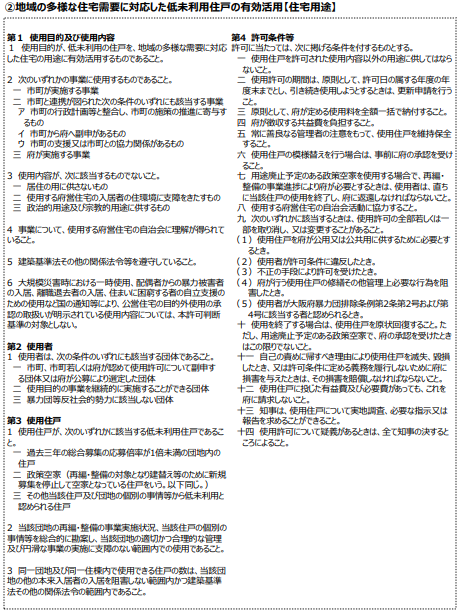 ②地域の多様な住宅需要に対応した低未利用住戸の有効活用【住宅用途】
第１ 使用目的及び使用内容
１ 使用目的が、低未利用の住戸を、地域の多様な需要に対応
した住宅の用途に有効活用するものであること。
２ 次のいずれかの事業に使用するものであること。
一 市町が実施する事業
二 市町と連携が図られた次の条件のいずれにも該当する事業
ア 市町の行政計画等と整合し、市町の施策の推進に寄与す
るもの
イ 市町から府へ副申があるもの
ウ 市町の支援又は市町との協力関係があるもの
三 府が実施する事業
３ 使用内容が、次に該当するものでないこと。
一 居住の用に供さないもの
二 使用する府営住宅の入居者の住環境に支障をきたすもの
三 政治的用途及び宗教的用途に供するもの
４ 事業について、使用する府営住宅の自治会に理解が得られて
いること。
５ 建築基準法その他の関係法令等を遵守していること。
６ 大規模災害時における一時使用、配偶者からの暴力被害者
の入居、離職退去者の入居、住まいに困窮する者の自立支援の
ための使用など国の通知等により、公営住宅の目的外使用の承
認の取扱いが明示されている使用内容については、本許可判断
基準の対象としない。
第２ 使用者
１ 使用者は、次の条件のいずれにも該当する団体であること。
一 市町、市町若しくは府が認めて使用許可について副申す
る団体又は府が公募により選定した団体
二 使用目的の事業を継続的に実施することができる団体
三 暴力団等反社会的勢力に該当しない団体
第３ 使用住戸
１ 使用住戸が、次のいずれかに該当する低未利用住戸であるこ
と。
一 過去三年の総合募集の応募倍率が1倍未満の団地内の
住戸
二 政策空家（再編・整備の対象となり建替え等のために新規
募集を停止して空家となっている住戸をいう。以下同じ。）
三 その他当該住戸及び団地の個別の事情等から低未利用と
認められる住戸
２ 当該団地の再編・整備の事業実施状況、当該住戸の個別の
事情等を総合的に勘案し、当該団地の適切かつ合理的な管理
及び円滑な事業の実施に支障のない範囲内での使用であること。
３ 同一団地及び同一住棟内で使用できる住戸の数は、当該団
地の他の本来入居者の入居を阻害しない範囲内かつ建築基準
法その他の関係法令の範囲内であること。
第４ 許可条件等
許可に当たっては、次に掲げる条件を付すものとする。
一 使用住戸を許可された使用内容以外の用途に供してはなら
ないこと。
二 使用許可の期間は、原則として、許可日の属する年度の年
度末までとし、引き続き使用しようとするときは、更新申請を行う
こと。
三 原則として、府が定める使用料を全額一括で納付すること。
四 府が徴収する共益費を負担すること。
五 常に善良なる管理者の注意をもって、使用住戸を維持保全
すること。
六 使用住戸の模様替えを行う場合は、事前に府の承認を受け
ること。
七 用途廃止予定のある政策空家を使用する場合で、再編・
整備の事業進捗により府が必要とするときは、使用者は、直ち
に当該住戸の使用を終了し、府に返還しなければならないこと。
八 使用する府営住宅の自治会活動に協力すること。
九 次のいずれかに該当するときは、使用許可の全部若しくは一
部を取り消し、又は変更することがあること。
（１）使用住戸を府が公用又は公共用に供するために必要とす
るとき。
（２）使用者が許可条件に違反したとき。
（３）不正の手段により許可を受けたとき。
（４）府が行う使用住戸の修繕その他管理上必要な行為を阻
害したとき。
（５）使用者が大阪府暴力団排除条例第２条第２号および第
４号に該当する者と認められるとき。
十 使用を終了する場合は、使用住戸を原状回復すること。た
だし、用途廃止予定のある政策空家で、府の承認を受けたとき
はこの限りでないこと。
十一 自己の責めに帰すべき理由により使用住戸を滅失、毀損
したとき、又は許可条件に定める義務を履行しないために府に
損害を与えたときは、その損害を賠償しなければならないこと。
十二 使用住戸に投じた有益費及び必要費があっても、これを
府に請求しないこと。
十三 知事は、使用住戸について実地調査、必要な指示又は
報告を求めることができること。
十四 使用許可について疑義があるときは、全て知事の決すると
ころによること。